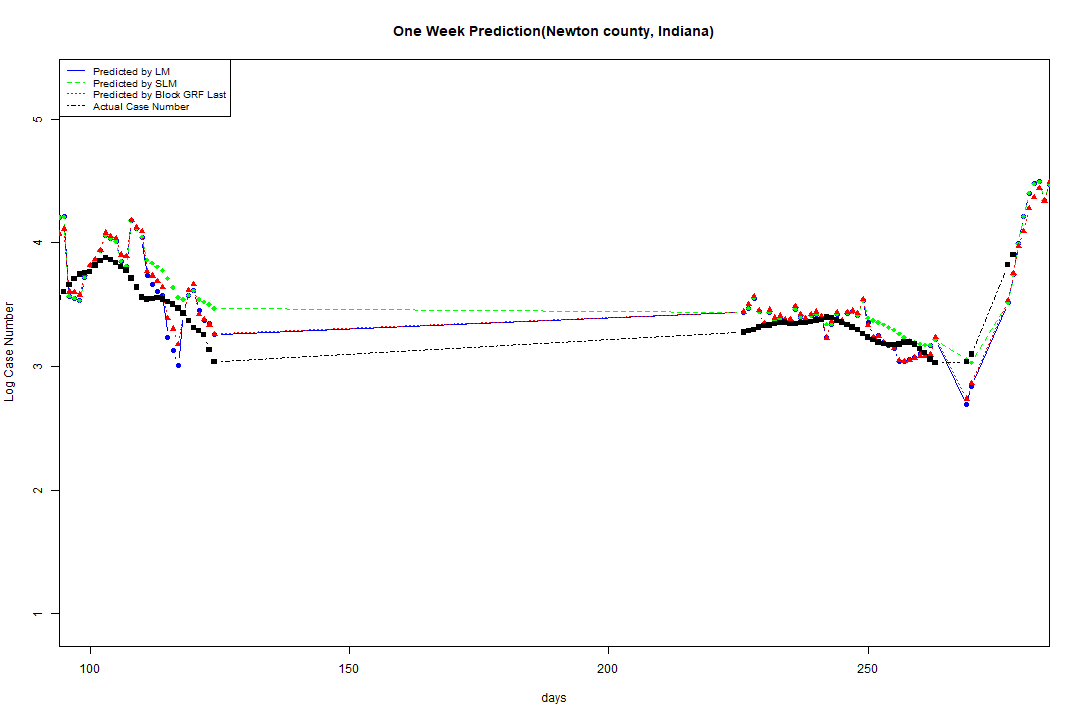 One Week Prediction(Newton county, Indiana)
Predicted by LM
Predicted by SLM
Predicted by Block GRF Last
Actual Case Number
Log Case Number
5
4
3
2
1
100 150 200 250
days